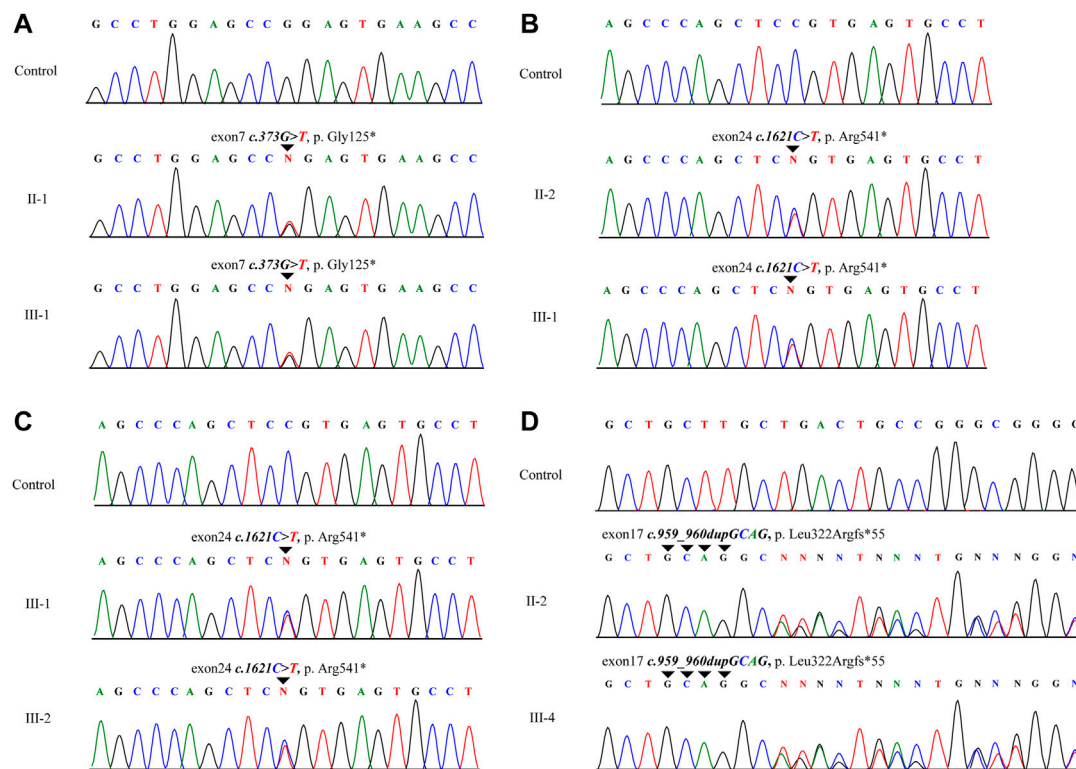 A
G C C T G G A G C C G G A G T G A A G C C
Control
exon7 c.373G>T, p. Gly125*
G C C T G G A G C C N G A G T G A A G C C
II-1
exon7 c.373G>T, p. Gly125*
G C C T G G A G C C N G A G T G A A G C C
III-1
B
A G C C C A G C T C C G T G A G T G C C T
Control
exon24 c.1621C>T, p. Arg541*
A G C C C A G C T C N G T G A G T G C C T
II-2
exon24 c.1621C>T, p. Arg541*
A G C C C A G C T C N G T G A G T G C C T
III-1
C
A G C C C A G C T C C G T G A G T G C C T
Control
exon24 c.1621C>T, p. Arg541*
A G C C C A G C T C N G T G A G T G C C T
III-1
exon24 c.1621C>T, p. Arg541*
A G C C C A G C T C N G T G A G T G C C T
III-2
D
G C T G C T T G C T G A C T G C C G G G C G G G G
Control
exon17 c.959_960dupGCAG, p. Leu322Argfs*55
G C T G C A G G C N N N N T N N N T G N N N G G N
II-2
exon17 c.959_960dupGCAG, p. Leu322Argfs*55
G C T G C A G G C N N N N T N N N T G N N N G G N
III-4